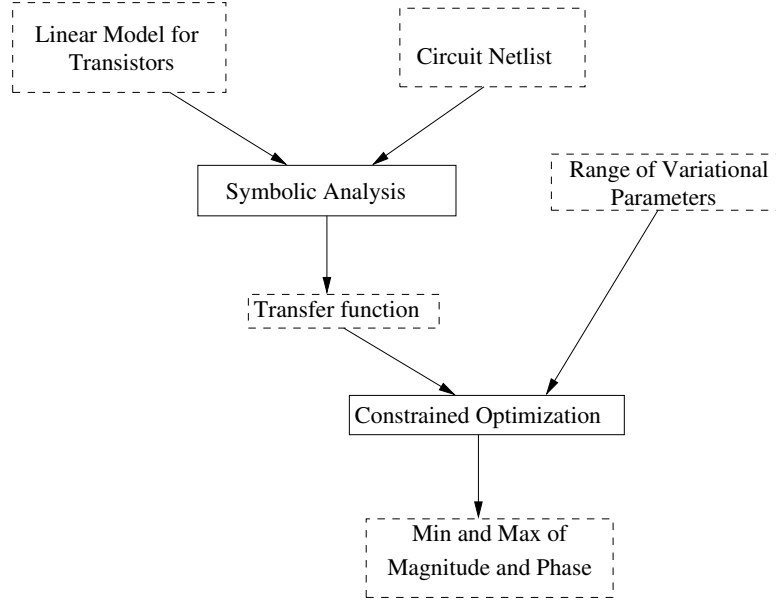 Linear Model for
Transistors
Circuit Netlist
Symbolic Analysis
Range of Variational
Parameters
Transfer function
Constrained Optimization
Min and Max of
Magnitude and Phase